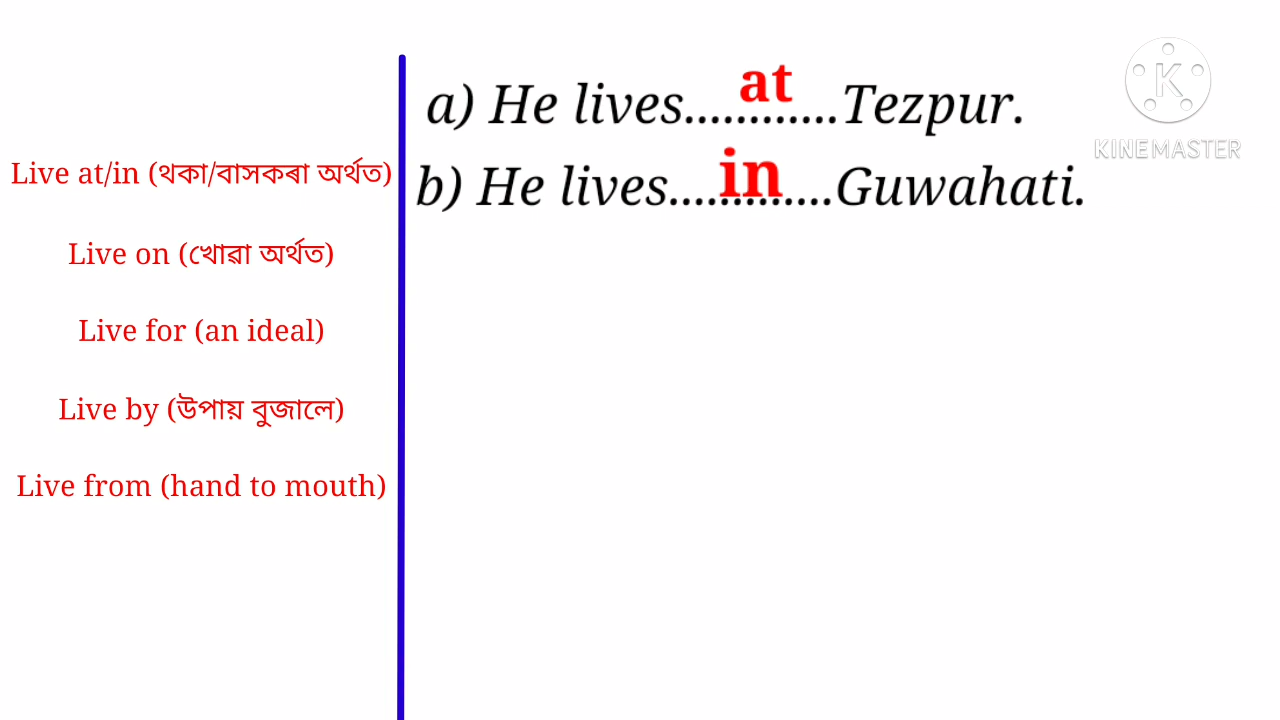 Live at/in (থকা/বাসকৰা অৰ্থত)
Live on (খোৱা অৰ্থত)
Live for (an ideal)
Live by (উপায় বুজালে)
Live from (hand to mouth)
a) He lives......at......Tezpur.
b) He lives......in.......Guwahati.
KINEMASTER